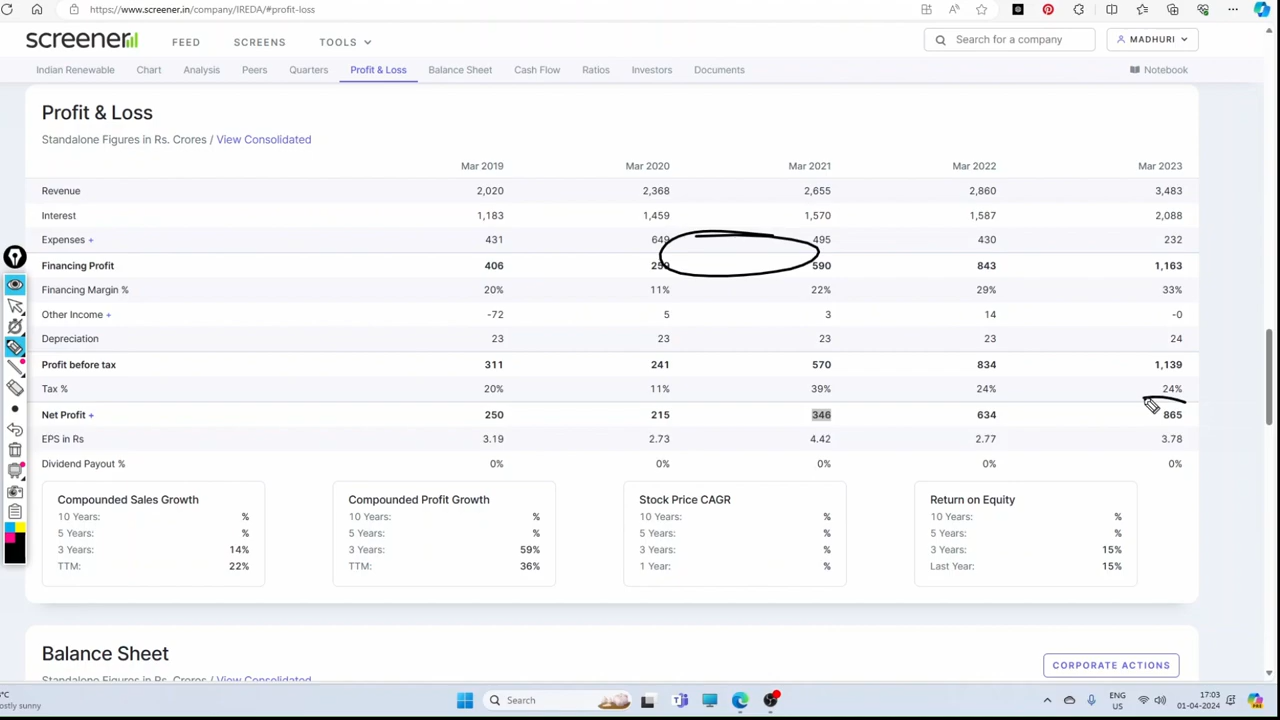 https://www.screener.in/company/IREDA/#profit-loss
screener FEED SCREENS TOOLS Search for a company MADHURI
Indian Renewable Chart Analysis Peers Quarters Profit & Loss Balance Sheet Cash Flow Ratios Investors Documents Notebook
Profit & Loss
Standalone Figures in Rs. Crores / View Consolidated
Mar 2019 Mar 2020 Mar 2021 Mar 2022 Mar 2023
Revenue 2,020 2,368 2,655 2,860 3,483
Interest 1,183 1,459 1,570 1,587 2,088
Expenses + 431 649 495 430 232
Financing Profit 406 259 590 843 1,163
Financing Margin % 20% 11% 22% 29% 33%
Other Income + -72 5 3 14 -0
Depreciation 23 23 23 23 24
Profit before tax 311 241 570 834 1,139
Tax % 20% 11% 39% 24% 24%
Net Profit + 250 215 346 634 865
EPS in Rs 3.19 2.73 4.42 2.77 3.78
Dividend Payout % 0% 0% 0% 0% 0%
Compounded Sales Growth
10 Years: %
5 Years: %
3 Years: 14%
TTM: 22%
Compounded Profit Growth
10 Years: %
5 Years: %
3 Years: 59%
TTM: 36%
Stock Price CAGR
10 Years: %
5 Years: %
3 Years: %
1 Year: %
Return on Equity
10 Years: %
5 Years: %
3 Years: 15%
Last Year: 15%
Balance Sheet
CORPORATE ACTIONS
Standalone Figures in Rs. Crores / View Consolidated
Search
ENG
UCM
17:03
01-04-2024